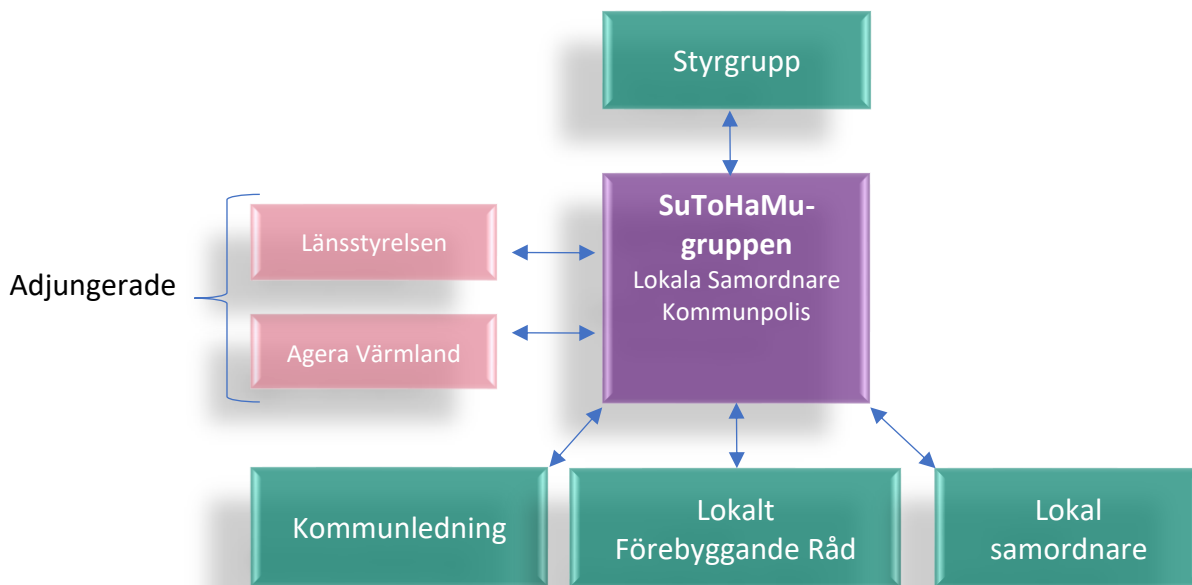 Styrgrupp
SuToHaMu-
gruppen
Lokala Samordnare
Kommunpolis
Länsstyrelsen
Adjungerade
Agera Värmland
Kommunledning
Lokalt
Förebyggande Råd
Lokal
samordnare